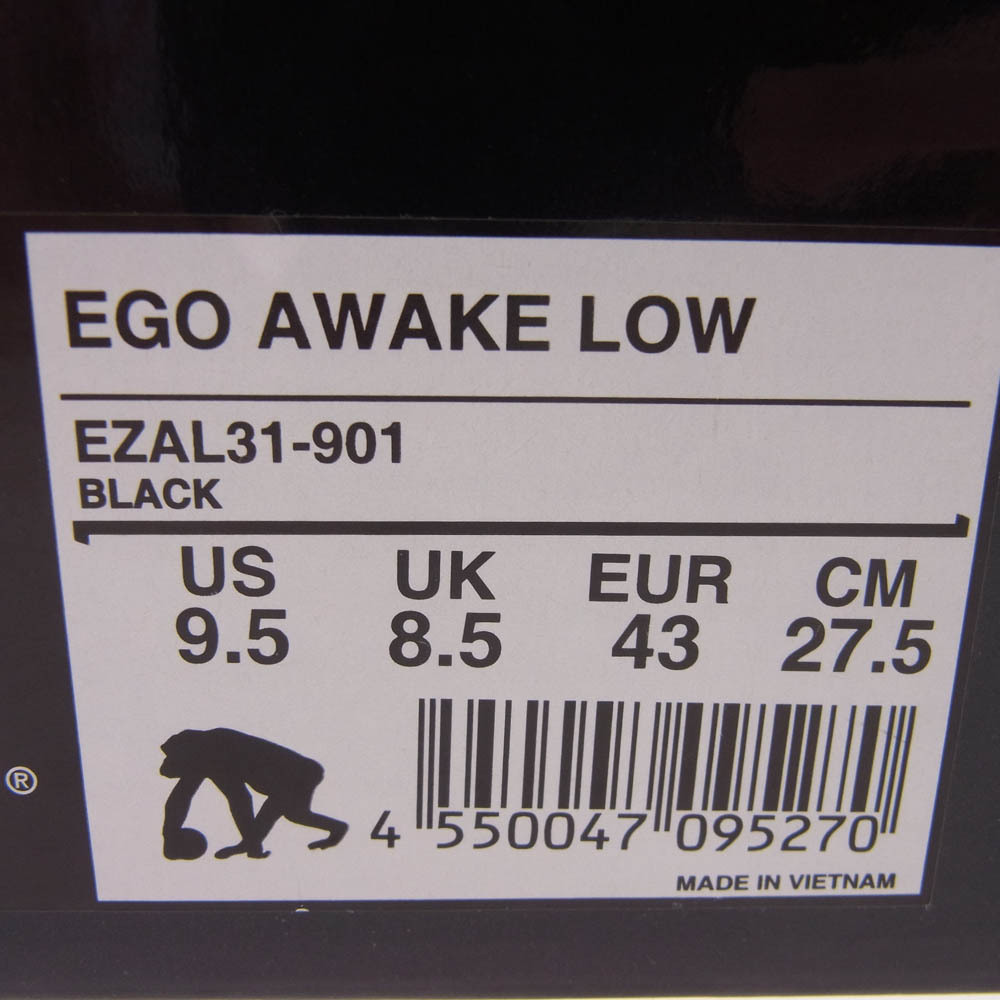 EGO AWAKE LOW
EZAL31-901
BLACK
US UK EUR CM
9.5 8.5 43 27.5
®
4 550047 095270
MADE IN VIETNAM